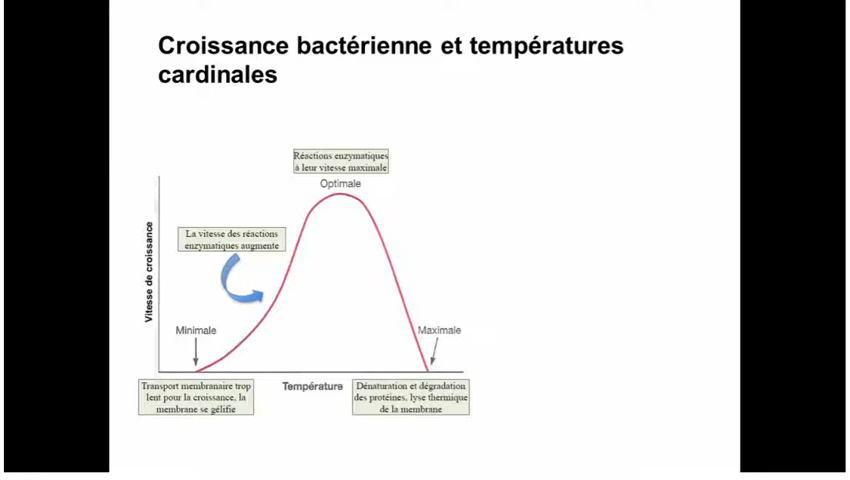 Croissance bactérienne et températures
cardinales
Réactions enzymatiques
à leur vitesse maximale
Optimale
La vitesse des réactions
enzymatiques augmente
Vitesse de croissance
Minimale
Maximale
Transport membranaire trop
lent pour la croissance, la
membrane se gélifie
Température
Dénaturation et dégradation
des protéines, lyse thermique
de la membrane